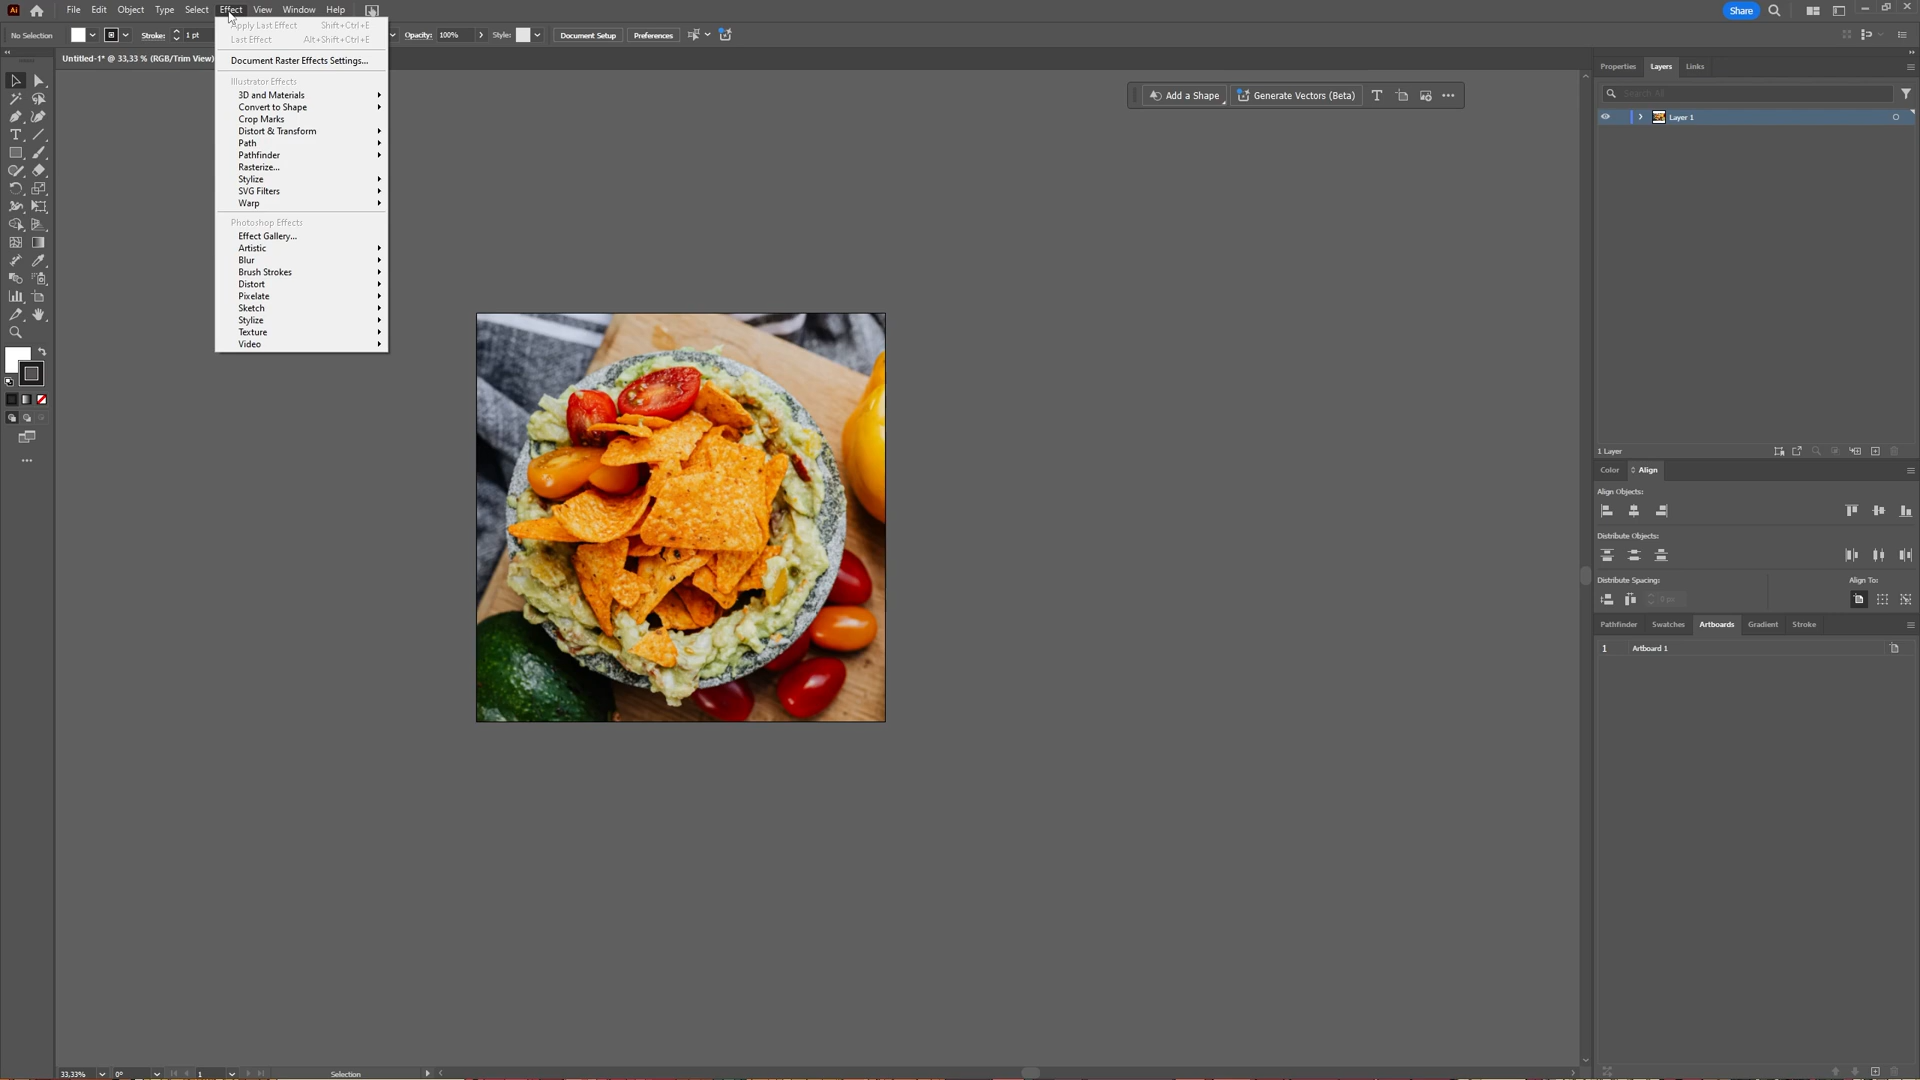 Ai File Edit Object Type Select Effect View Window Help Share
No Selection Stroke: 1 pt Opacity: 100% Style: Document Setup Preferences
Untitled-1* @ 33,33 % (RGB/Trim View)
Apply Last Effect Shift+Ctrl+E
Last Effect Alt+Shift+Ctrl+E
Document Raster Effects Settings...
Illustrator Effects
3D and Materials
Convert to Shape
Crop Marks
Distort & Transform
Path
Pathfinder
Rasterize...
Stylize
SVG Filters
Warp
Photoshop Effects
Effect Gallery...
Artistic
Blur
Brush Strokes
Distort
Pixelate
Sketch
Stylize
Texture
Video
Add a Shape Generate Vectors (Beta)
Properties Layers Links
Search All
Layer 1
1 Layer
Color Align
Align Objects:
Distribute Objects:
Distribute Spacing: Align To:
0 px
Pathfinder Swatches Artboards Gradient Stroke
1 Artboard 1
33,33% 0° 1 Selection